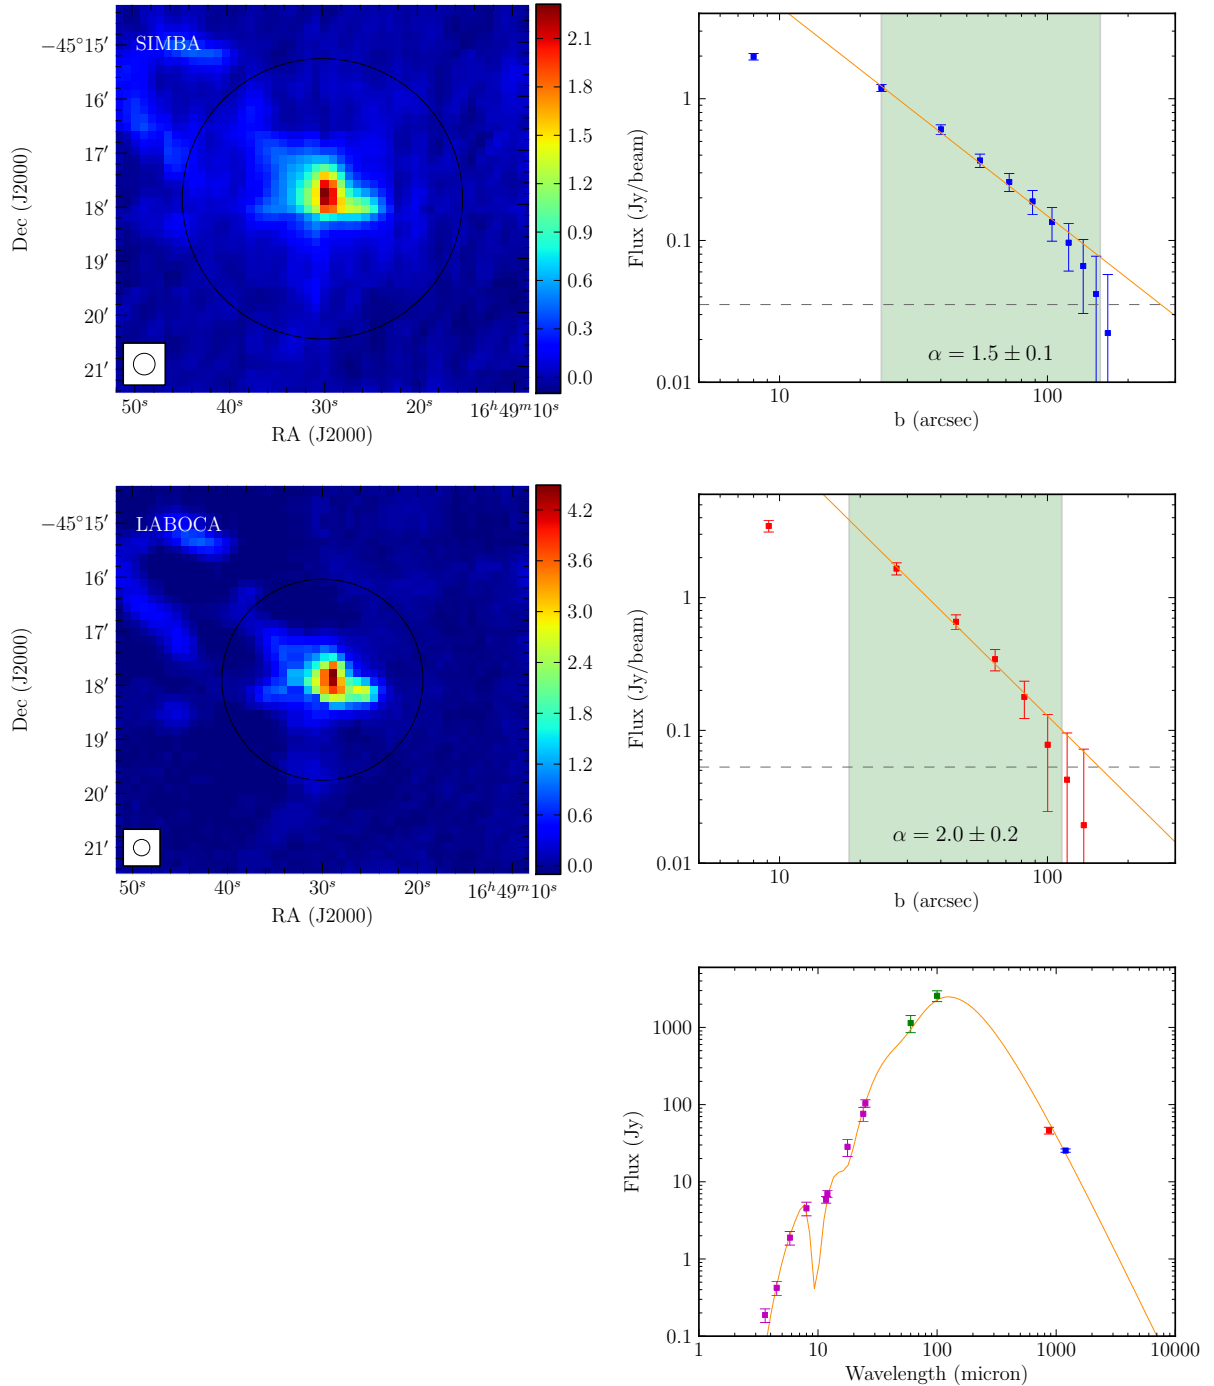 SIMBA
−45°15′
16′
17′
18′
19′
20′
21′
Dec (J2000)
50ˢ 40ˢ 30ˢ 20ˢ 16ʰ49ᵐ10ˢ
RA (J2000)
2.1
1.8
1.5
1.2
0.9
0.6
0.3
0.0
Flux (Jy/beam)
1
0.1
0.01
α = 1.5 ± 0.1
10 100
b (arcsec)
LABOCA
−45°15′
16′
17′
18′
19′
20′
21′
Dec (J2000)
50ˢ 40ˢ 30ˢ 20ˢ 16ʰ49ᵐ10ˢ
RA (J2000)
4.2
3.6
3.0
2.4
1.8
1.2
0.6
0.0
Flux (Jy/beam)
1
0.1
0.01
α = 2.0 ± 0.2
10 100
b (arcsec)
Flux (Jy)
1000
100
10
1
0.1
1 10 100 1000 10000
Wavelength (micron)